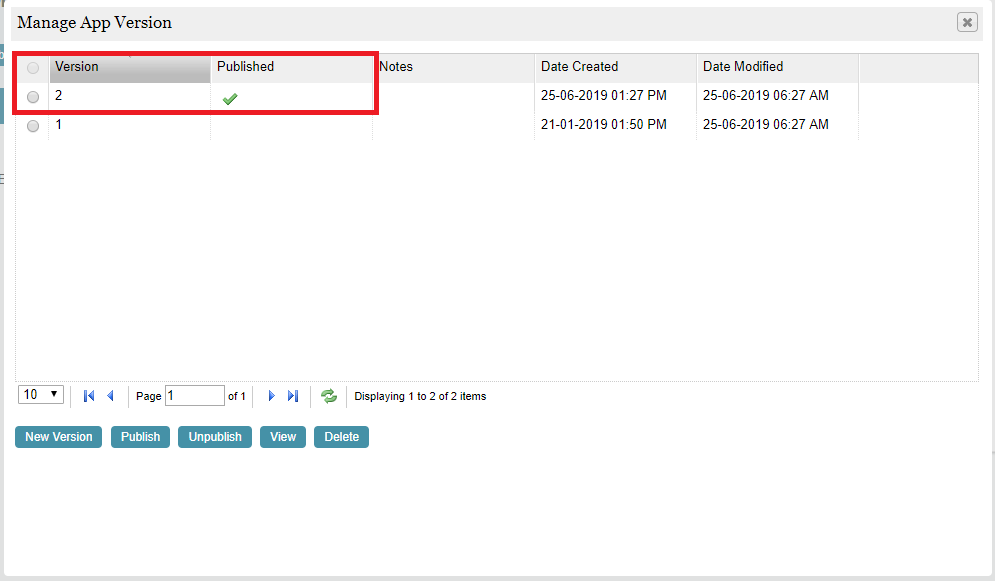 Manage App Version
Version Published Notes Date Created Date Modified
2 25-06-2019 01:27 PM 25-06-2019 06:27 AM
1 21-01-2019 01:50 PM 25-06-2019 06:27 AM
10 Page 1 of 1 Displaying 1 to 2 of 2 items
New Version Publish Unpublish View Delete